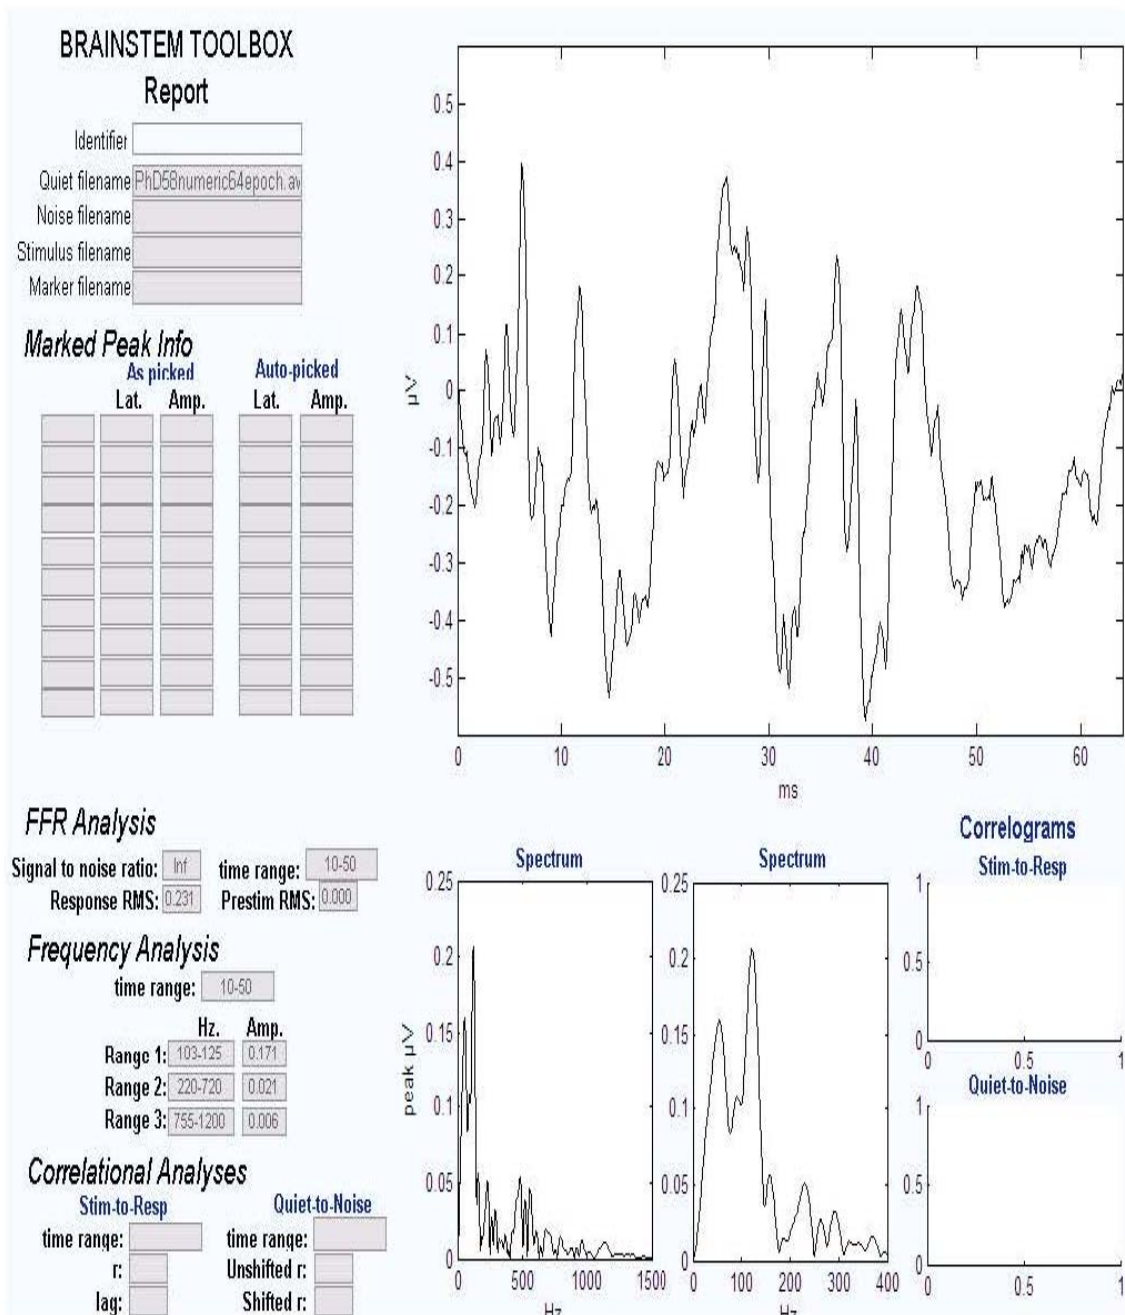 BRAINSTEM TOOLBOX
Report
Identifier
Quiet filename PhD58numeric64epoch.av
Noise filename
Stimulus filename
Marker filename
Marked Peak Info
As picked Auto-picked
Lat. Amp. Lat. Amp.
0.5
0.4
0.3
0.2
0.1
0
-0.1
-0.2
-0.3
-0.4
-0.5
µV
0 10 20 30 40 50 60
ms
FFR Analysis
Signal to noise ratio: Inf time range: 10-50
Response RMS: 0.231 Prestim RMS: 0.000
Frequency Analysis
time range: 10-50
Hz. Amp.
Range 1: 103-125 0.171
Range 2: 220-720 0.021
Range 3: 755-1200 0.006
Correlational Analyses
Stim-to-Resp Quiet-to-Noise
time range: time range:
r: Unshifted r:
lag: Shifted r:
Spectrum
0.25
0.2
0.15
0.1
0.05
0
peak µV
0 500 1000 1500
Hz
Spectrum
0.25
0.2
0.15
0.1
0.05
0
0 100 200 300 400
Hz
Correlograms
Stim-to-Resp
1
0.5
0
0 0.5 1
Quiet-to-Noise
1
0.5
0
0 0.5 1